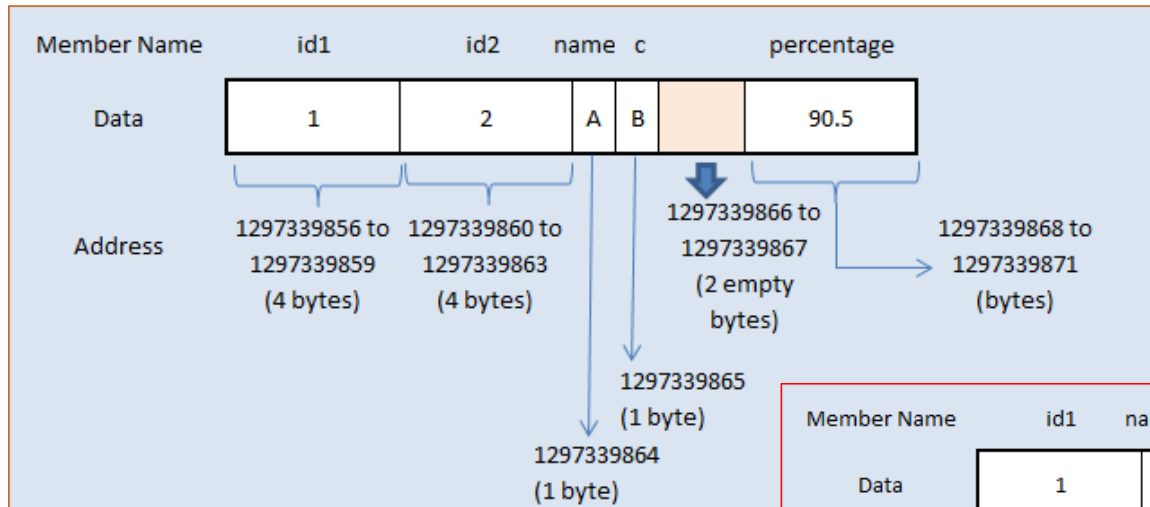 Member Name id1 id2 name c percentage
Data 1 2 A B 90.5
Address
1297339856 to
1297339859
(4 bytes)
1297339860 to
1297339863
(4 bytes)
1297339866 to
1297339867
(2 empty
bytes)
1297339868 to
1297339871
(bytes)
1297339865
(1 byte)
1297339864
(1 byte)
Member Name id1 na
Data 1